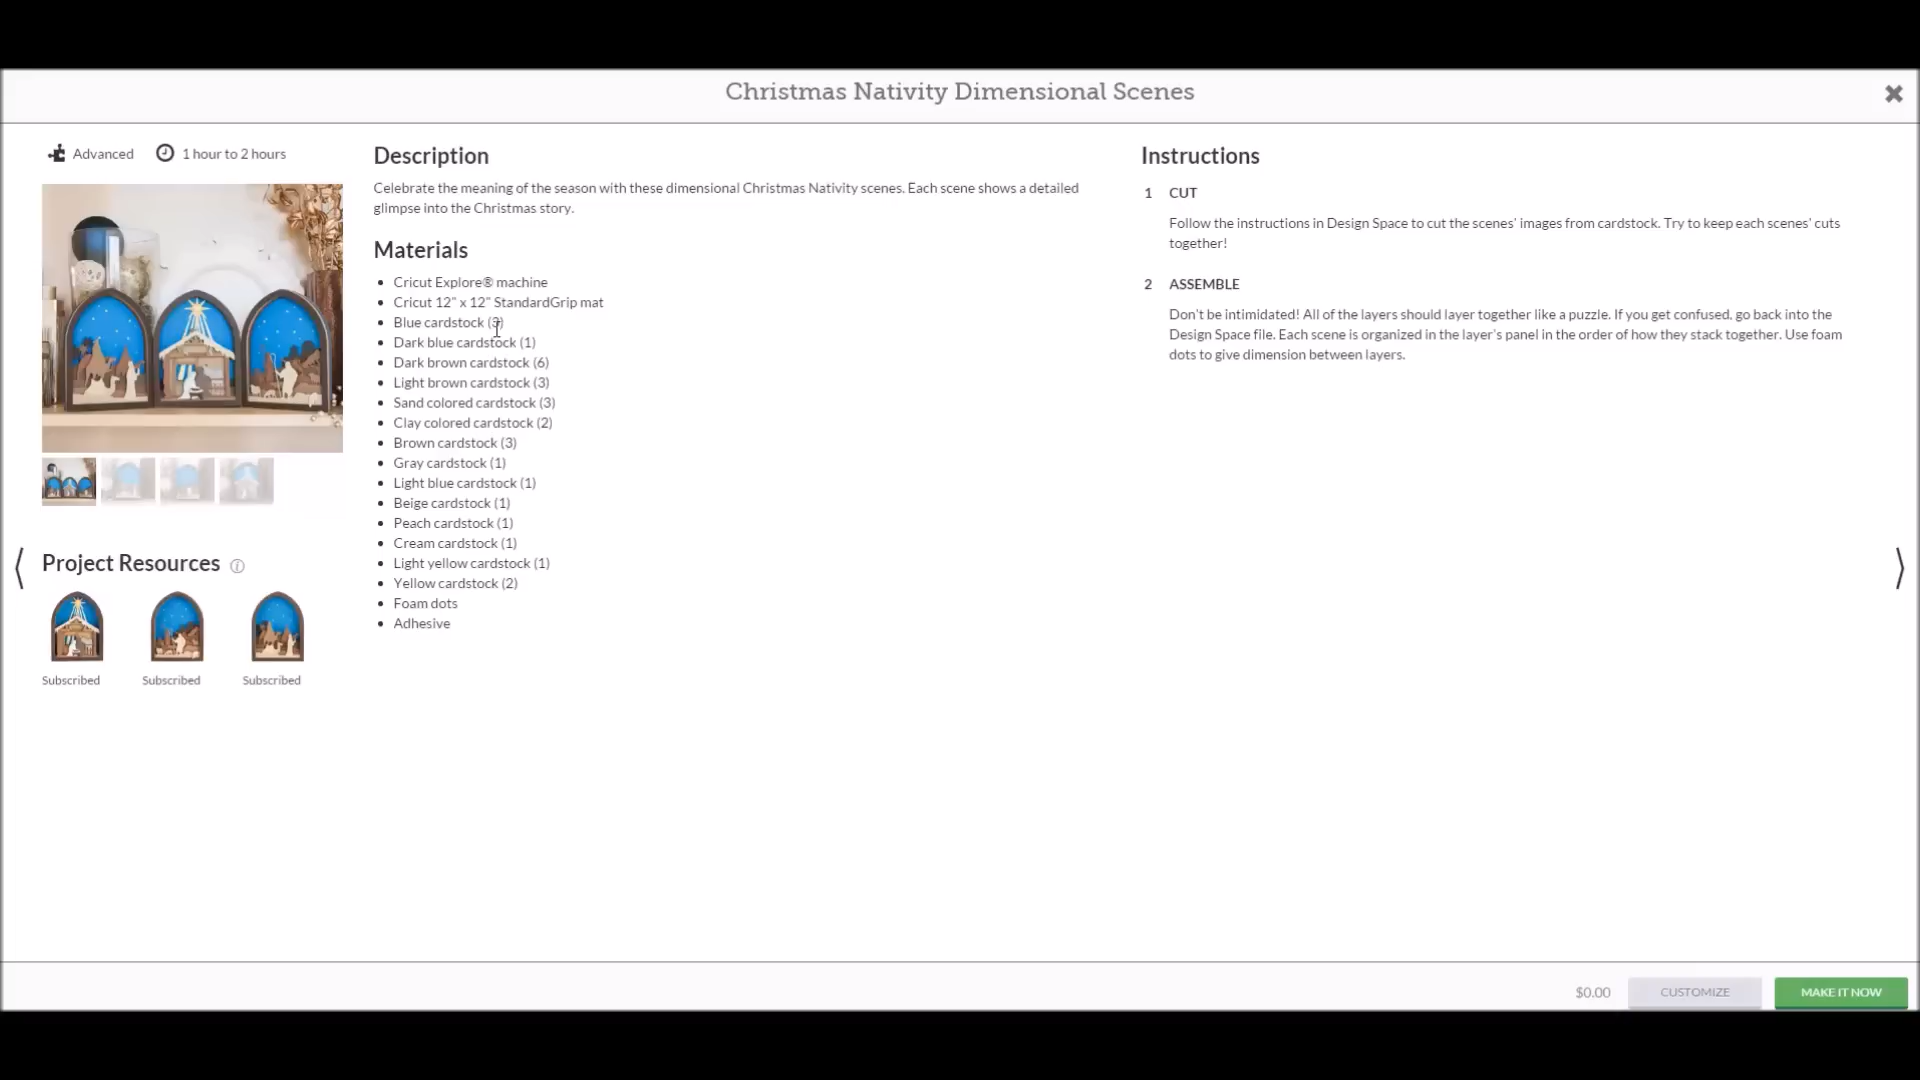 Christmas Nativity Dimensional Scenes
Advanced
1 hour to 2 hours
Project Resources
Subscribed
Subscribed
Subscribed
Description
Celebrate the meaning of the season with these dimensional Christmas Nativity scenes. Each scene shows a detailed
glimpse into the Christmas story.
Materials
Cricut Explore® machine
Cricut 12" x 12" StandardGrip mat
Blue cardstock
Dark blue cardstock (1)
Dark brown cardstock (6)
Light brown cardstock (3)
Sand colored cardstock (3)
Clay colored cardstock (2)
Brown cardstock (3)
Gray cardstock (1)
Light blue cardstock (1)
Beige cardstock (1)
Peach cardstock (1)
Cream cardstock (1)
Light yellow cardstock (1)
Yellow cardstock (2)
Foam dots
Adhesive
Instructions
1 CUT
Follow the instructions in Design Space to cut the scenes' images from cardstock. Try to keep each scenes' cuts
together!
2 ASSEMBLE
Don't be intimidated! All of the layers should layer together like a puzzle. If you get confused, go back into the
Design Space file. Each scene is organized in the layer's panel in the order of how they stack together. Use foam
dots to give dimension between layers.
$0.00
CUSTOMIZE
MAKE IT NOW